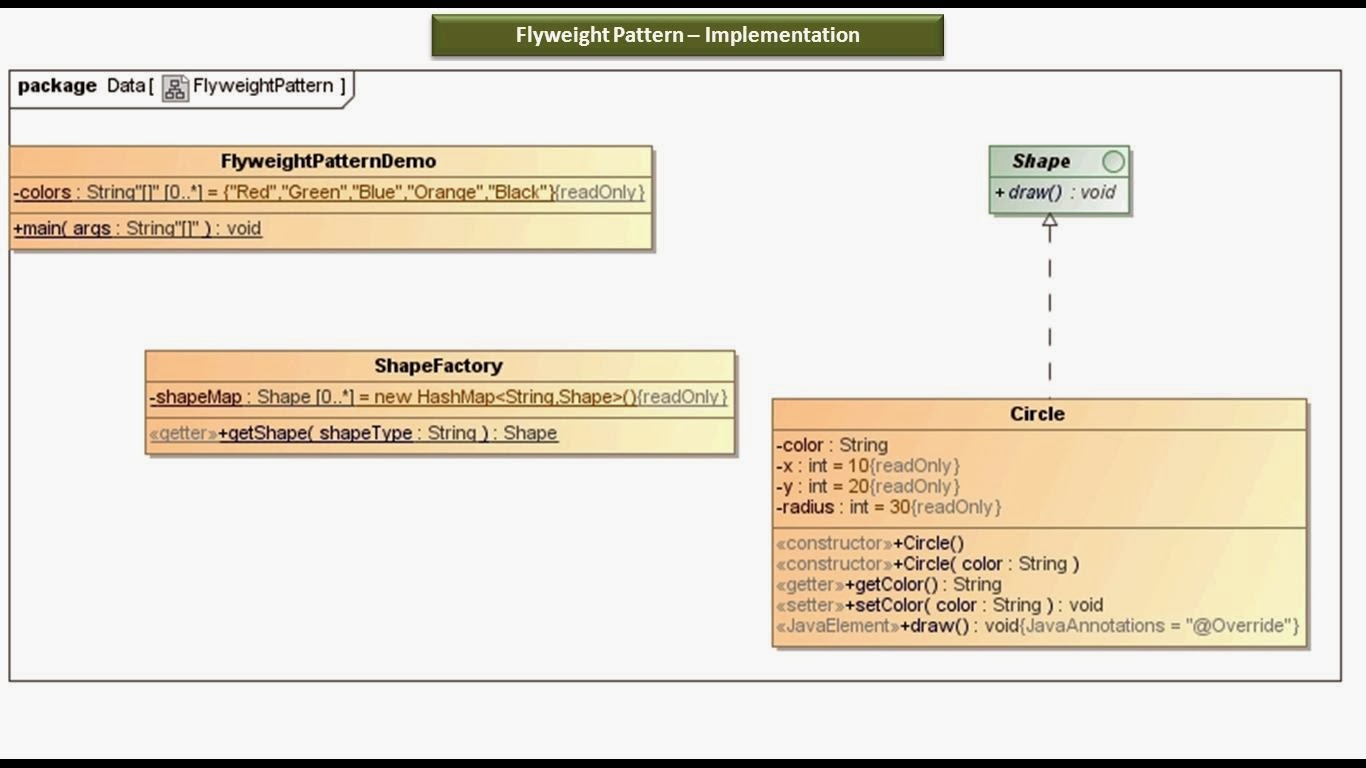 Flyweight Pattern – Implementation
package Data[ FlyweightPattern ]
FlyweightPatternDemo
-colors : String"[]" [0..*] = {"Red","Green","Blue","Orange","Black"}{readOnly}
+main( args : String"[]" ) : void
Shape
+ draw() : void
ShapeFactory
-shapeMap : Shape [0..*] = new HashMap<String,Shape>(){readOnly}
«getter»+getShape( shapeType : String ) : Shape
Circle
-color : String
-x : int = 10{readOnly}
-y : int = 20{readOnly}
-radius : int = 30{readOnly}
«constructor»+Circle()
«constructor»+Circle( color : String )
«getter»+getColor() : String
«setter»+setColor( color : String ) : void
«JavaElement»+draw() : void{JavaAnnotations = "@Override"}